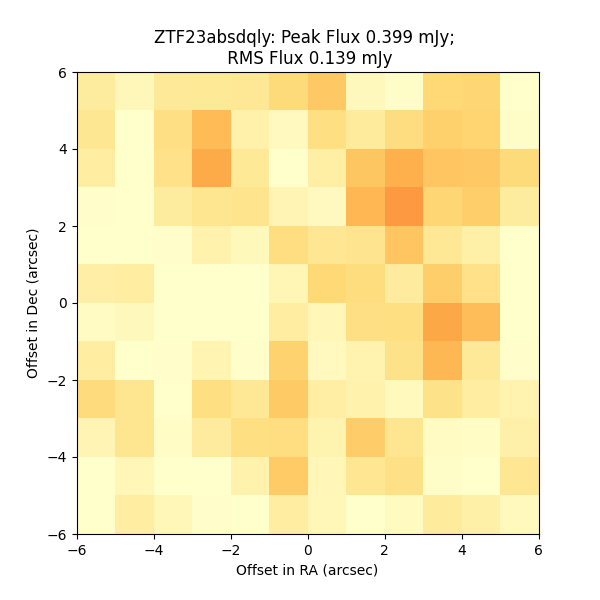 ZTF23absdqly: Peak Flux 0.399 mJy;
RMS Flux 0.139 mJy
6
4
2
0
−2
−4
−6
Offset in Dec (arcsec)
−6 −4 −2 0 2 4 6
Offset in RA (arcsec)